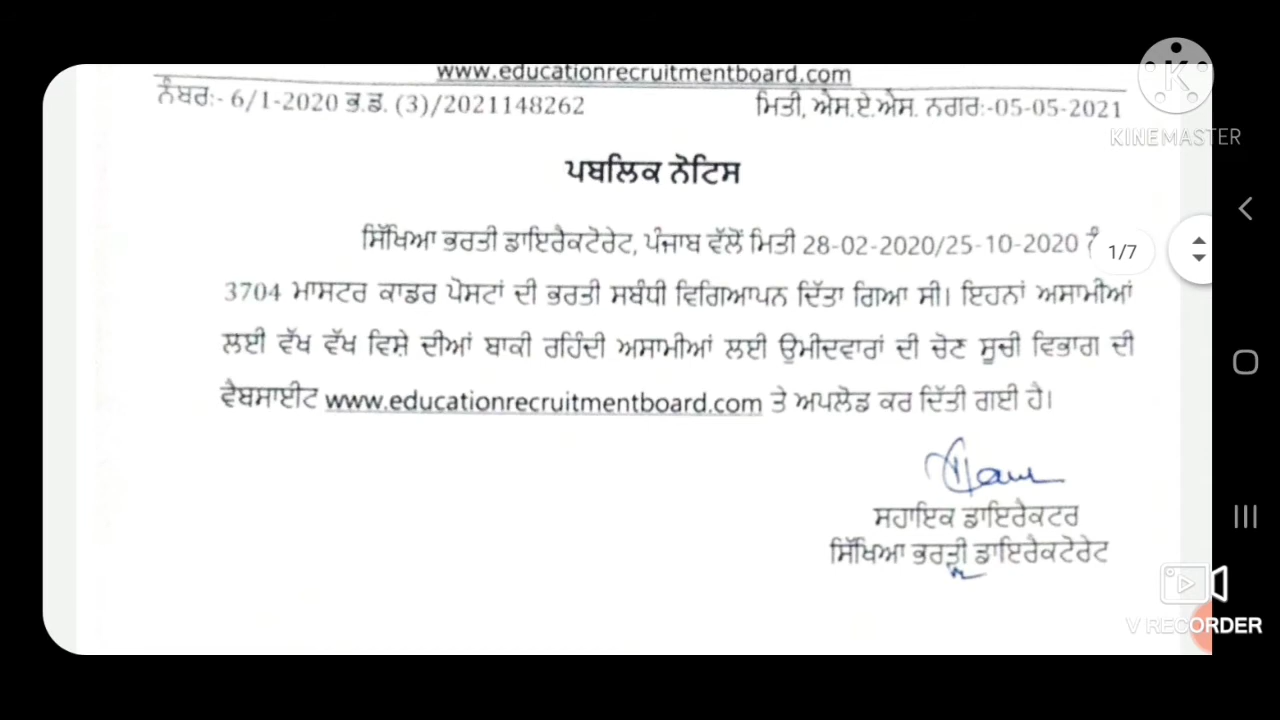 www.educationrecruitmentboard.com
ਨੰਬਰ:- 6/1-2020 ਭ.ਡ. (3)/2021148262 ਮਿਤੀ, ਐਸ.ਏ.ਐਸ. ਨਗਰ:-05-05-2021
KINEMASTER
ਪਬਲਿਕ ਨੋਟਿਸ
ਸਿੱਖਿਆ ਭਰਤੀ ਡਾਇਰੈਕਟੋਰੇਟ, ਪੰਜਾਬ ਵੱਲੋਂ ਮਿਤੀ 28-02-2020/25-10-2020
1/7
3704 ਮਾਸਟਰ ਕਾਡਰ ਪੋਸਟਾਂ ਦੀ ਭਰਤੀ ਸਬੰਧੀ ਵਿਗਿਆਪਨ ਦਿੱਤਾ ਗਿਆ ਸੀ। ਇਹਨਾਂ ਅਸਾਮੀਆਂ
ਲਈ ਵੱਖ ਵੱਖ ਵਿਸ਼ੇ ਦੀਆਂ ਬਾਕੀ ਰਹਿੰਦੀ ਅਸਾਮੀਆਂ ਲਈ ਉਮੀਦਵਾਰਾਂ ਦੀ ਚੋਣ ਸੂਚੀ ਵਿਭਾਗ ਦੀ
ਵੈਬਸਾਈਟ www.educationrecruitmentboard.com ਤੇ ਅਪਲੋਡ ਕਰ ਦਿੱਤੀ ਗਈ ਹੈ।
ਸਹਾਇਕ ਡਾਇਰੈਕਟਰ
ਸਿੱਖਿਆ ਭਰਤੀ ਡਾਇਰੈਕਟੋਰੇਟ
V RECORDER